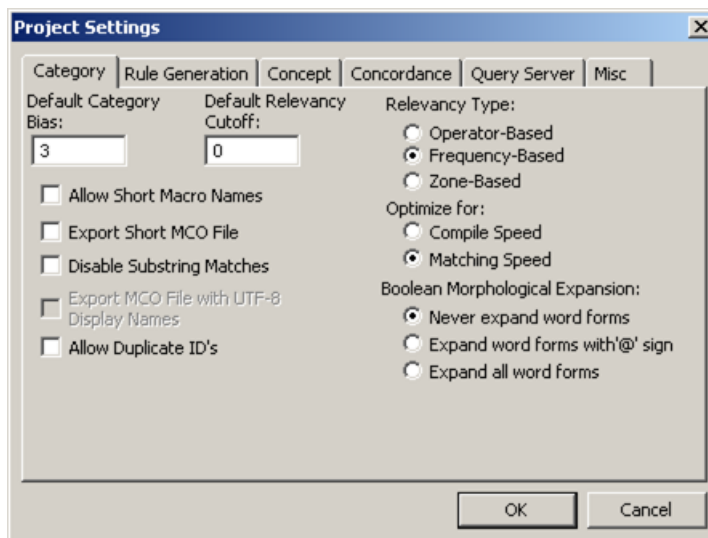 Project Settings
Category Rule Generation Concept Concordance Query Server Misc
Default Category Bias:
3
Default Relevancy Cutoff:
0
Allow Short Macro Names
Export Short MCO File
Disable Substring Matches
Export MCO File with UTF-8
Display Names
Allow Duplicate ID's
Relevancy Type:
Operator-Based
Frequency-Based
Zone-Based
Optimize for:
Compile Speed
Matching Speed
Boolean Morphological Expansion:
Never expand word forms
Expand word forms with'@' sign
Expand all word forms
OK Cancel